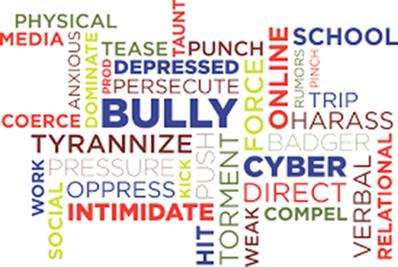 PHYSICAL
MEDIA
ANXIOUS
DOMINATE
PROD
TEASE
TAUNT
PUNCH
DEPRESSED
PERSECUTE
BULLY
FORCE
ONLINE
SCHOOL
RUMORS
PINCH
TRIP
HARASS
COERCE
TYRANNIZE
PRESSURE
WORK
SOCIAL
OPPRESS
KICK
PUSH
INTIMIDATE
HIT
TORMENT
BADGER
CYBER
DIRECT
WEAK
COMPEL
VERBAL
RELATIONAL